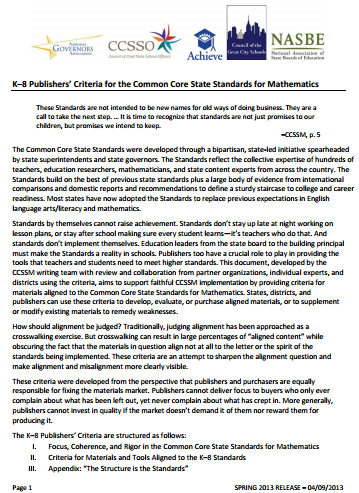 NATIONAL
GOVERNORS
ASSOCIATION
CCSSO
Council of Chief State School Officers
Achieve
Council of the
Great City Schools
NASBE
National Association of
State Boards of Education
K–8 Publishers’ Criteria for the Common Core State Standards for Mathematics
These Standards are not intended to be new names for old ways of doing business. They are a
call to take the next step. … It is time to recognize that standards are not just promises to our
children, but promises we intend to keep.
—CCSSM, p. 5
The Common Core State Standards were developed through a bipartisan, state-led initiative spearheaded
by state superintendents and state governors. The Standards reflect the collective expertise of hundreds of
teachers, education researchers, mathematicians, and state content experts from across the country. The
Standards build on the best of previous state standards plus a large body of evidence from international
comparisons and domestic reports and recommendations to define a sturdy staircase to college and career
readiness. Most states have now adopted the Standards to replace previous expectations in English
language arts/literacy and mathematics.
Standards by themselves cannot raise achievement. Standards don’t stay up late at night working on
lesson plans, or stay after school making sure every student learns—it’s teachers who do that. And
standards don’t implement themselves. Education leaders from the state board to the building principal
must make the Standards a reality in schools. Publishers too have a crucial role to play in providing the
tools that teachers and students need to meet higher standards. This document, developed by the
CCSSM writing team with review and collaboration from partner organizations, individual experts, and
districts using the criteria, aims to support faithful CCSSM implementation by providing criteria for
materials aligned to the Common Core State Standards for Mathematics. States, districts, and
publishers can use these criteria to develop, evaluate, or purchase aligned materials, or to supplement
or modify existing materials to remedy weaknesses.
How should alignment be judged? Traditionally, judging alignment has been approached as a
crosswalking exercise. But crosswalking can result in large percentages of “aligned content” while
obscuring the fact that the materials in question align not at all to the letter or the spirit of the
standards being implemented. These criteria are an attempt to sharpen the alignment question and
make alignment and misalignment more clearly visible.
These criteria were developed from the perspective that publishers and purchasers are equally
responsible for fixing the materials market. Publishers cannot deliver focus to buyers who only ever
complain about what has been left out, yet never complain about what has crept in. More generally,
publishers cannot invest in quality if the market doesn’t demand it of them nor reward them for
producing it.
The K–8 Publishers’ Criteria are structured as follows:
I. Focus, Coherence, and Rigor in the Common Core State Standards for Mathematics
II. Criteria for Materials and Tools Aligned to the K–8 Standards
III. Appendix: “The Structure is the Standards”
Page 1
SPRING 2013 RELEASE – 04/09/2013